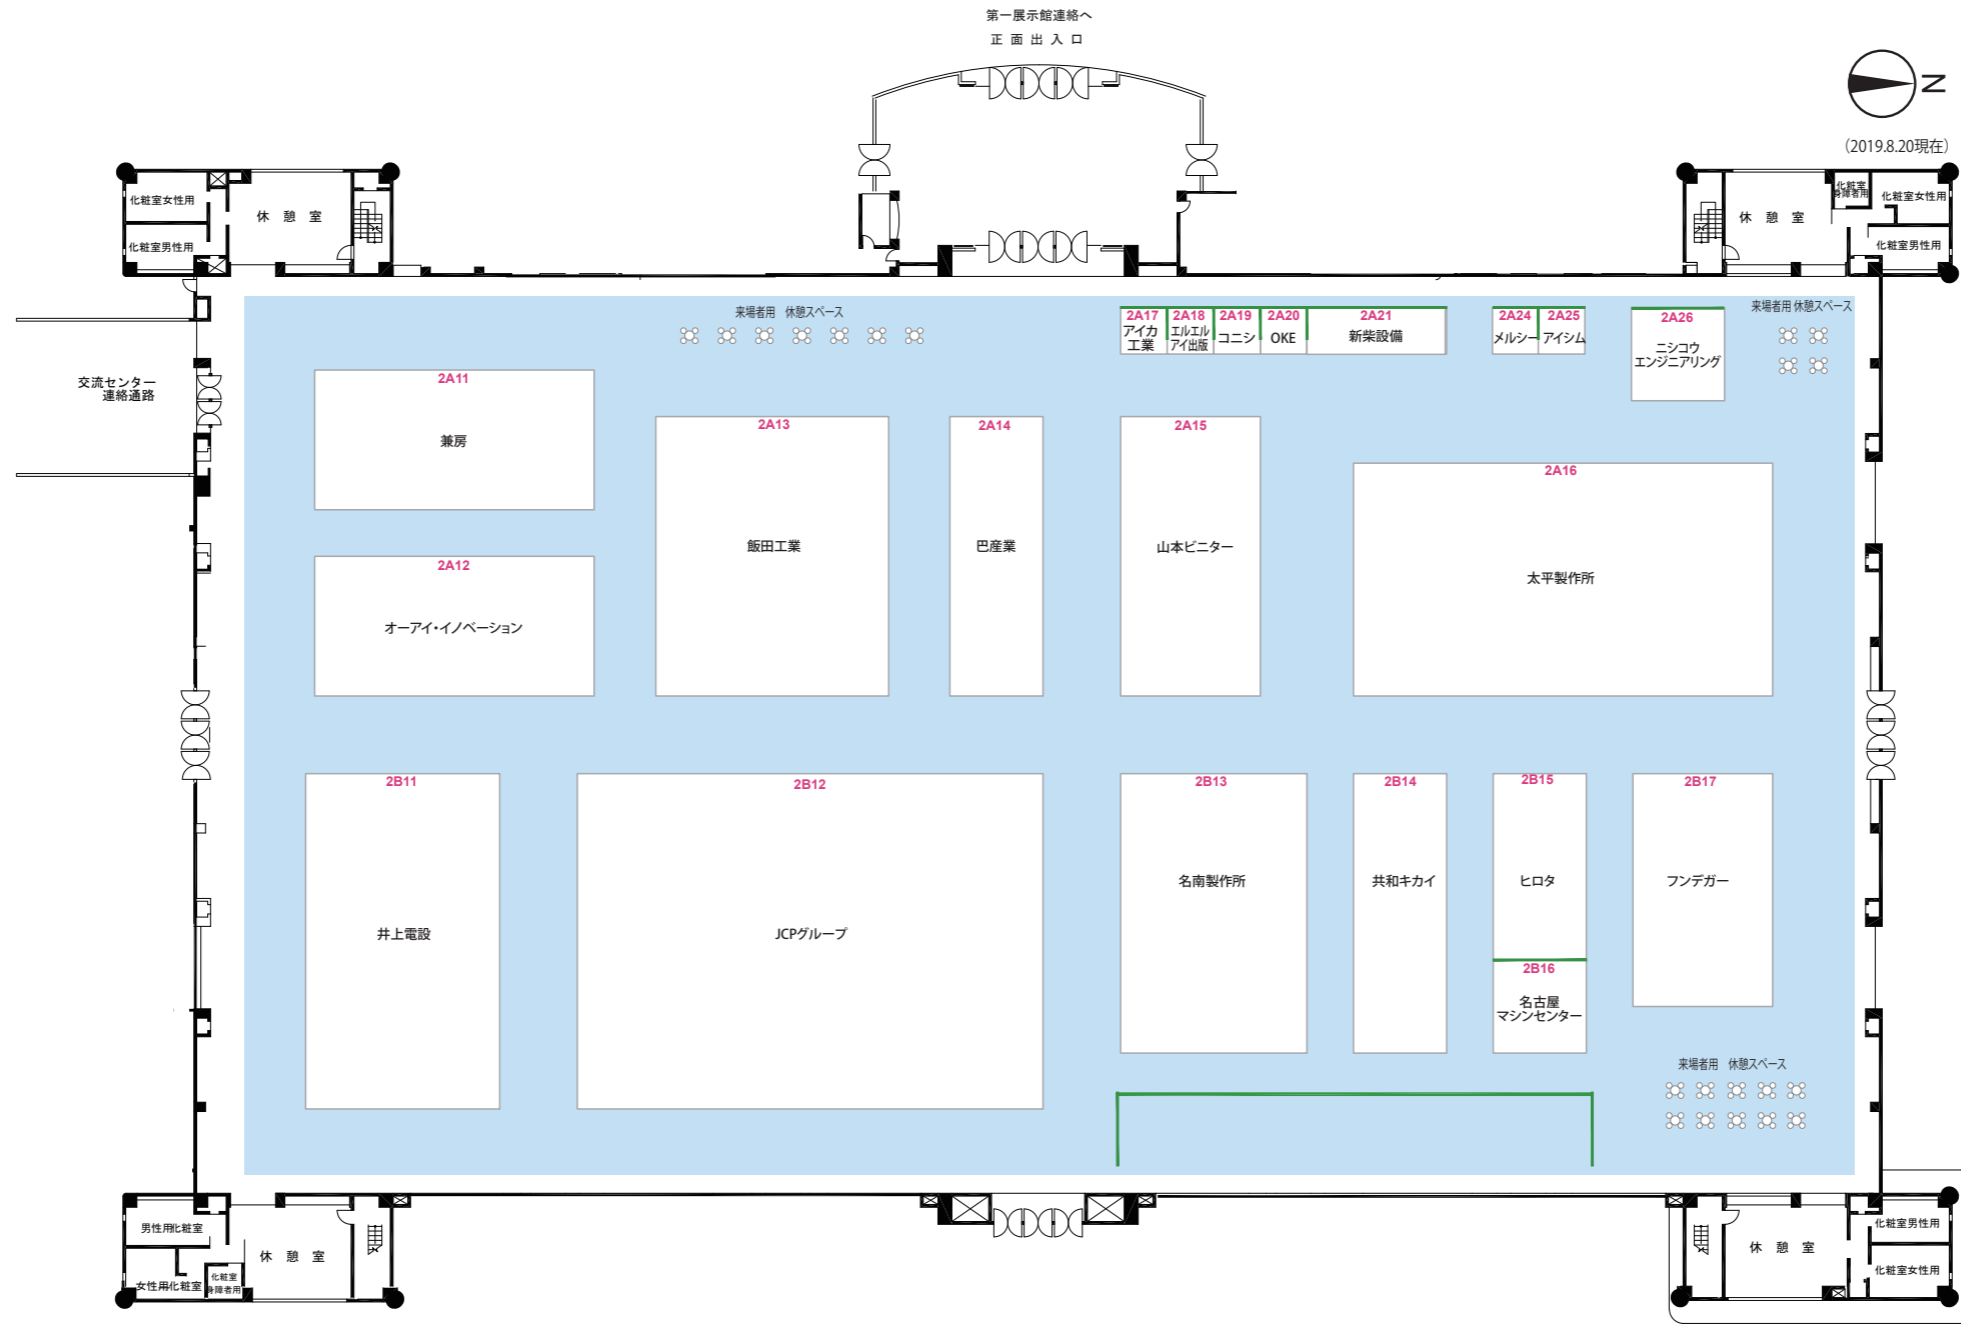 第一展示館連絡へ
正面出入口
N
（2019.8.20現在）
化粧室女性用
化粧室男性用
休憩室
休憩室
化粧室
身障者用
化粧室女性用
化粧室男性用
交流センター
連絡通路
来場者用 休憩スペース
2A17
アイカ
工業
2A18
エルエル
アイ出版
2A19
コニシ
2A20
OKE
2A21
新柴設備
2A24
メルシー
2A25
アイシム
2A26
ニシコウ
エンジニアリング
来場者用 休憩スペース
2A11
兼房
2A12
オーアイ・イノベーション
2A13
飯田工業
2A14
巴産業
2A15
山本ビニター
2A16
太平製作所
2B11
井上電設
2B12
JCPグループ
2B13
名南製作所
2B14
共和キカイ
2B15
ヒロタ
2B16
名古屋
マシンセンター
2B17
フンデガー
来場者用 休憩スペース
男性用化粧室
女性用化粧室
化粧室
身障者用
休憩室
休憩室
化粧室男性用
化粧室女性用